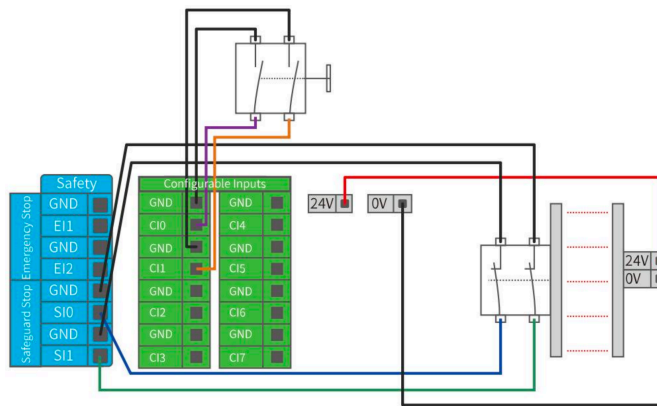 Safety
Emergency Stop
GND
EI1
GND
EI2
Safeguard Stop
GND
SI0
GND
SI1
Configurable Inputs
GND
GND
CI0
CI4
GND
GND
CI1
CI5
GND
GND
CI2
CI6
GND
GND
CI3
CI7
24V
0V
24V
0V